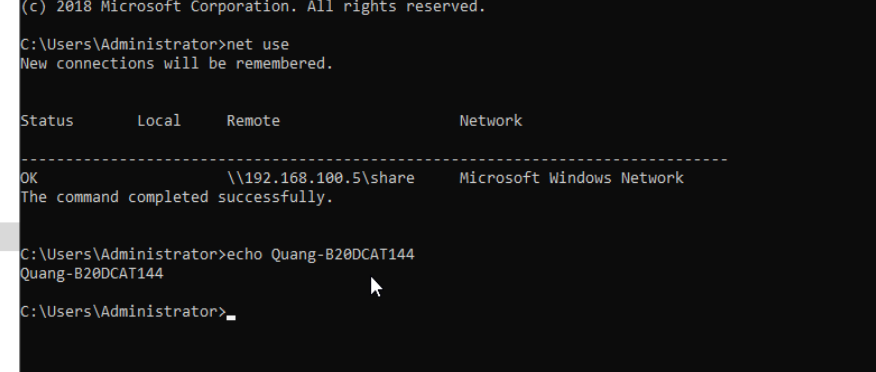 (c) 2018 Microsoft Corporation. All rights reserved.
C:\Users\Administrator>net use
New connections will be remembered.
Status       Local     Remote                    Network
-------------------------------------------------------------------------------
OK                     \\192.168.100.5\share     Microsoft Windows Network
The command completed successfully.
C:\Users\Administrator>echo Quang-B20DCAT144
Quang-B20DCAT144
C:\Users\Administrator>